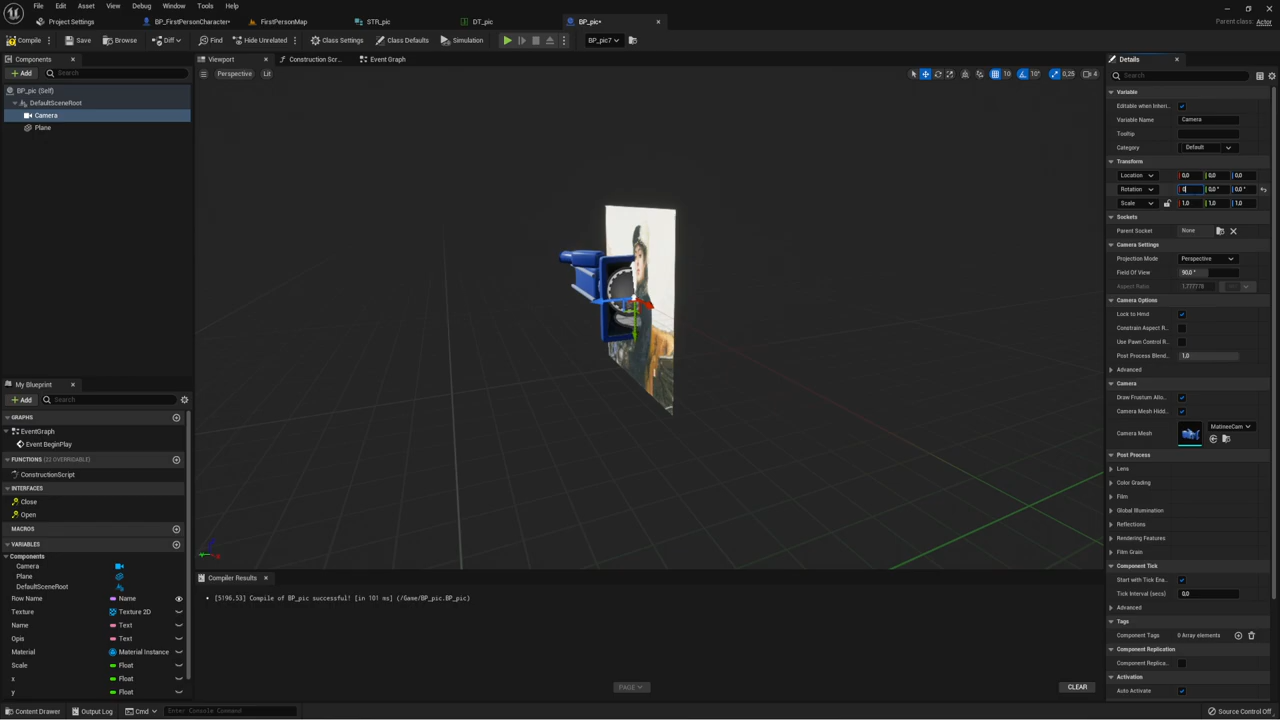 File Edit Asset View Debug Window Tools Help
Project Settings BP_FirstPersonCharacter* FirstPersonMap STR_pic DT_pic BP_pic*
Parent class: Actor
Compile Save Browse Diff Find Hide Unrelated Class Settings Class Defaults Simulation BP_pic7
Components
Add Search
BP_pic (Self)
DefaultSceneRoot
Camera
Plane
Viewport Construction Scr... Event Graph
Perspective Lit
10 10° 0,25 4
My Blueprint
Add Search
GRAPHS
EventGraph
Event BeginPlay
FUNCTIONS (22 OVERRIDABLE)
ConstructionScript
INTERFACES
Close
Open
MACROS
VARIABLES
Components
Camera
Plane
DefaultSceneRoot
Row Name Name
Texture Texture 2D
Name Text
Opis Text
Material Material Instance
Scale Float
x Float
y Float
Compiler Results
[5196,53] Compile of BP_pic successful! [in 101 ms] (/Game/BP_pic.BP_pic)
PAGE CLEAR
Details
Search
Variable
Editable when Inheri...
Variable Name Camera
Tooltip
Category Default
Transform
Location 0,0 0,0 0,0
Rotation 0 0,0 ° 0,0 °
Scale 1,0 1,0 1,0
Sockets
Parent Socket None
Camera Settings
Projection Mode Perspective
Field Of View 90,0 °
Aspect Ratio 1.777778
Camera Options
Lock to Hmd
Constrain Aspect R...
Use Pawn Control R...
Post Process Blend... 1,0
Advanced
Camera
Draw Frustum Allo...
Camera Mesh Hidd...
Camera Mesh MatineeCam
Post Process
Lens
Color Grading
Film
Global Illumination
Reflections
Rendering Features
Film Grain
Component Tick
Start with Tick Ena...
Tick Interval (secs) 0,0
Advanced
Tags
Component Tags 0 Array elements
Component Replication
Component Replica...
Activation
Auto Activate
Content Drawer Output Log Cmd Enter Console Command Source Control Off